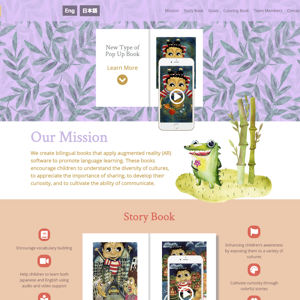 Eng 日本語 Mission Story Book Games Coloring Book Team Members Contact
New Type of
Pop Up Book
Learn More
Our Mission
We create bilingual books that apply augmented reality (AR)
software to promote language learning. These books
encourage children to understand the diversity of cultures,
to appreciate the importance of sharing, to develop their
curiosity, and to cultivate the ability of communicate.
Story Book
Encourage vocabulary building
Help children to learn both
Japanese and English using
audio and video support
Enhancing children's awareness
by exposing them to a variety of
cultures
Cultivate curiosity through
colorful stories